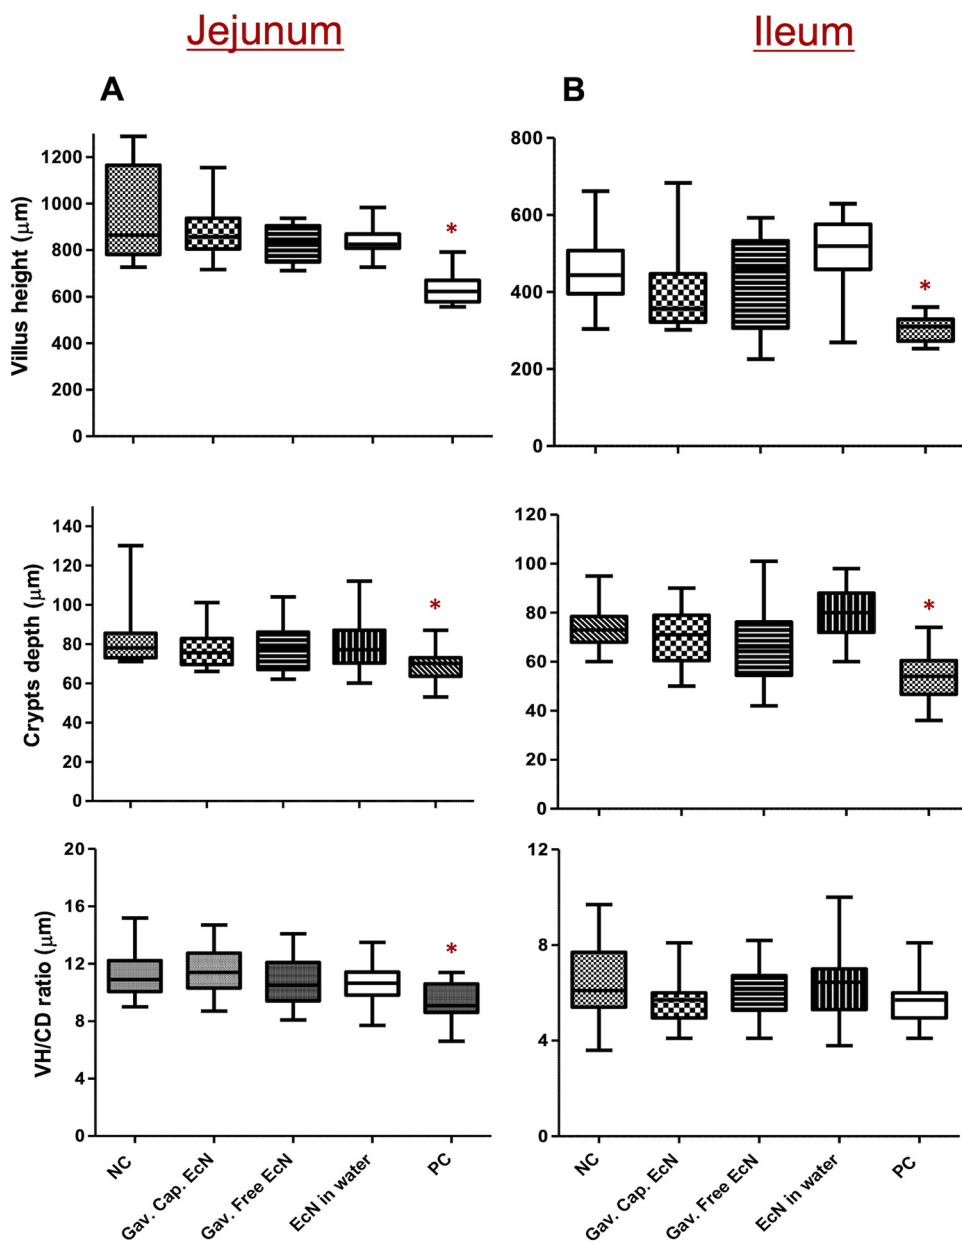 Jejunum
Ileum
A
B
Villus height (μm)
1200
1000
800
600
400
200
0
*
800
600
400
200
0
*
Crypts depth (μm)
140
120
100
80
60
40
20
0
*
120
100
80
60
40
20
0
*
VH/CD ratio (μm)
20
16
12
8
4
0
*
12
8
4
0
NC
Gav. Cap. EcN
Gav. Free EcN
EcN in water
PC
NC
Gav. Cap. EcN
Gav. Free EcN
EcN in water
PC